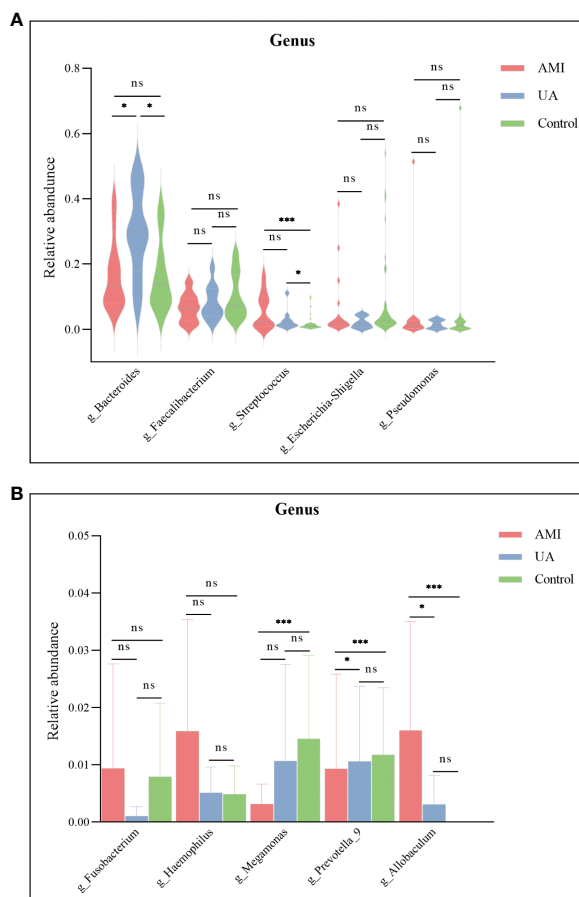 A
Genus
AMI
UA
Control
Relative abandunce
0.8
0.6
0.4
0.2
0.0
ns
* *
ns
ns ns
***
ns
*
ns
ns
ns
ns
ns
ns
g_Bacteroides
g_Faecalibacterium
g_Streptococcus
g_Escherichia-Shigella
g_Pseudomonas
B
Genus
AMI
UA
Control
Relative abundance
0.05
0.04
0.03
0.02
0.01
0.00
ns
ns
ns
ns
ns
ns
***
ns ns
***
* ns
***
*
ns
g_Fusobacterium
g_Haemophilus
g_Megamonas
g_Prevotella_9
g_Allobaculum